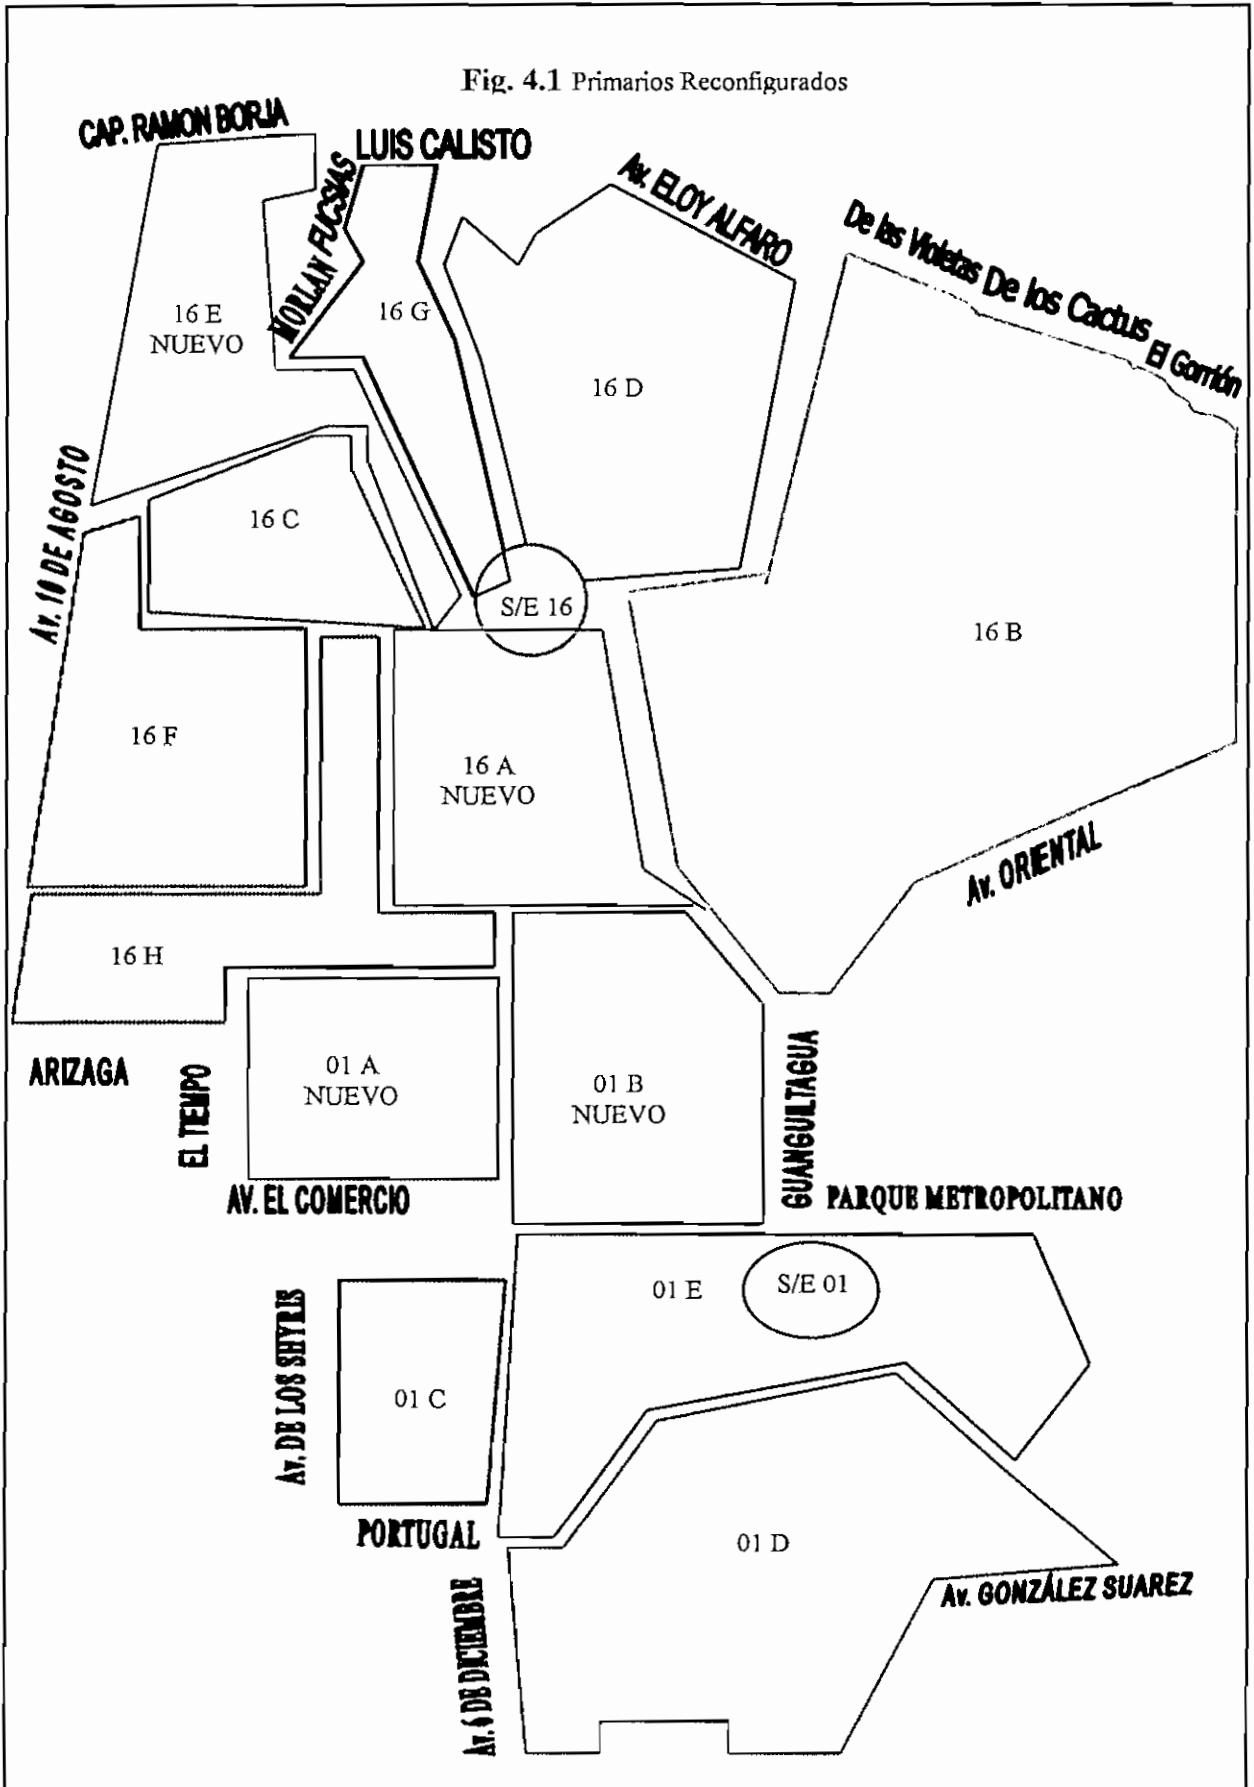 Fig. 4.1 Primarios Reconfigurados
CAP. RAMON BORJA
LUIS CALISTO
MORLAN FUCSIAS
Av. ELOY ALFARO
De las Violetas De los Cactus El Gorrión
16 E
NUEVO
16 G
16 D
Av. 10 DE AGOSTO
16 C
S/E 16
16 B
16 F
16 A
NUEVO
Av. ORIENTAL
16 H
ARIZAGA
EL TIEMPO
01 A
NUEVO
01 B
NUEVO
GUANGUILTAGUA
AV. EL COMERCIO
PARQUE METROPOLITANO
01 E
S/E 01
Av. DE LOS SHYRIS
01 C
PORTUGAL
01 D
Av. 6 DE DICIEMBRE
Av. GONZÁLEZ SUAREZ